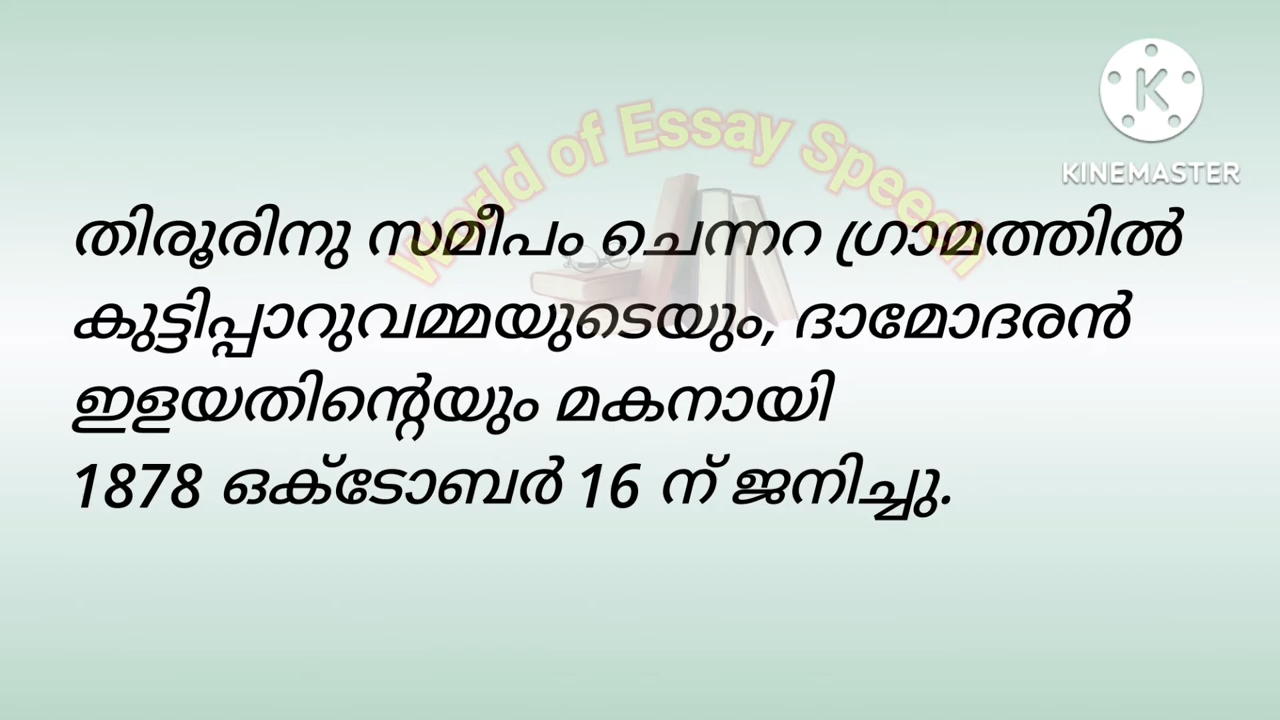 World of Essay Speech
KINEMASTER
തിരൂരിനു സമീപം ചെന്നറ ഗ്രാമത്തിൽ
കുട്ടിപ്പാറുവമ്മയുടെയും, ദാമോദരൻ
ഇളയതിന്റെയും മകനായി
1878 ഒക്ടോബർ 16 ന് ജനിച്ചു.